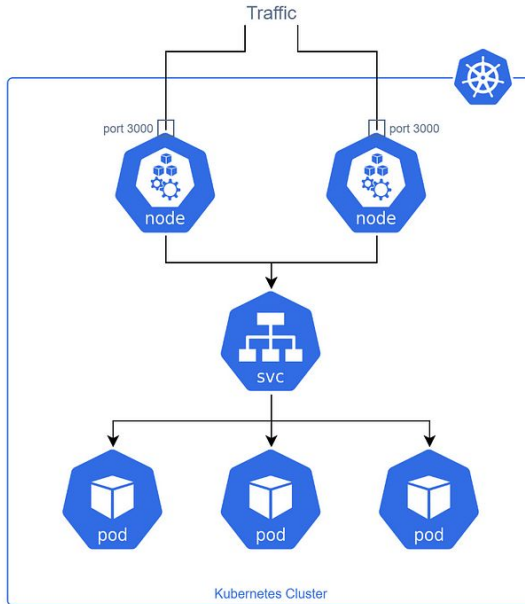 Traffic
port 3000
port 3000
node
node
svc
pod
pod
pod
Kubernetes Cluster